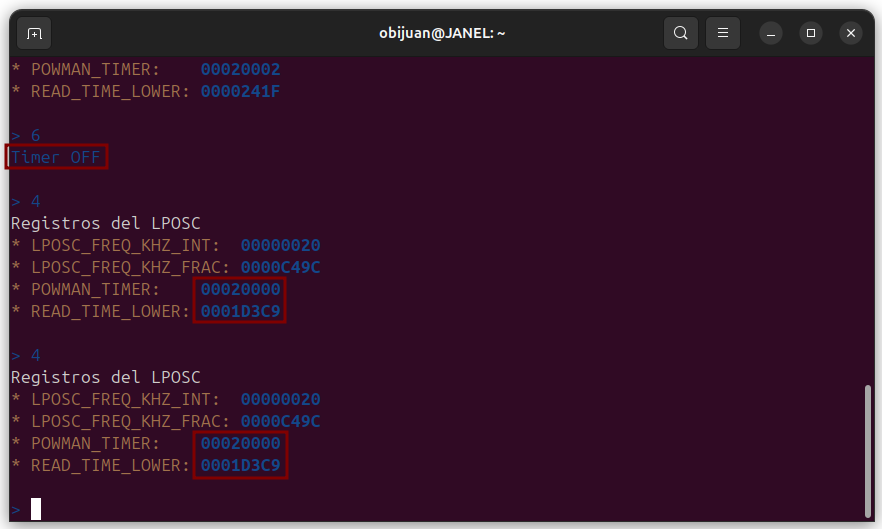 obijuan@JANEL: ~
* POWMAN_TIMER:    00020002
* READ_TIME_LOWER: 0000241F
> 6
Timer OFF
> 4
Registros del LPOSC
* LPOSC_FREQ_KHZ_INT:  00000020
* LPOSC_FREQ_KHZ_FRAC: 0000C49C
* POWMAN_TIMER:    00020000
* READ_TIME_LOWER: 0001D3C9
> 4
Registros del LPOSC
* LPOSC_FREQ_KHZ_INT:  00000020
* LPOSC_FREQ_KHZ_FRAC: 0000C49C
* POWMAN_TIMER:    00020000
* READ_TIME_LOWER: 0001D3C9
>